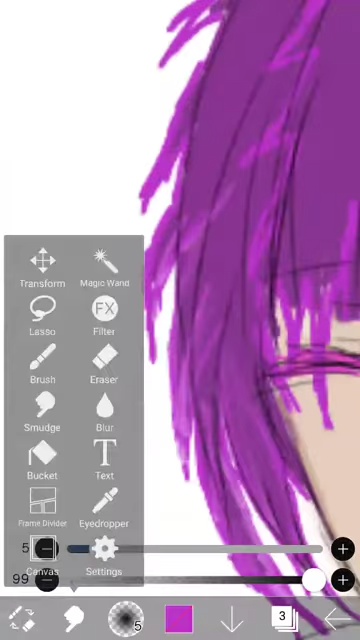 Transform Magic Wand
Lasso Filter
FX
Brush Eraser
Smudge Blur
Bucket Text
Frame Divider Eyedropper
5
Canvas Settings
99
5
3